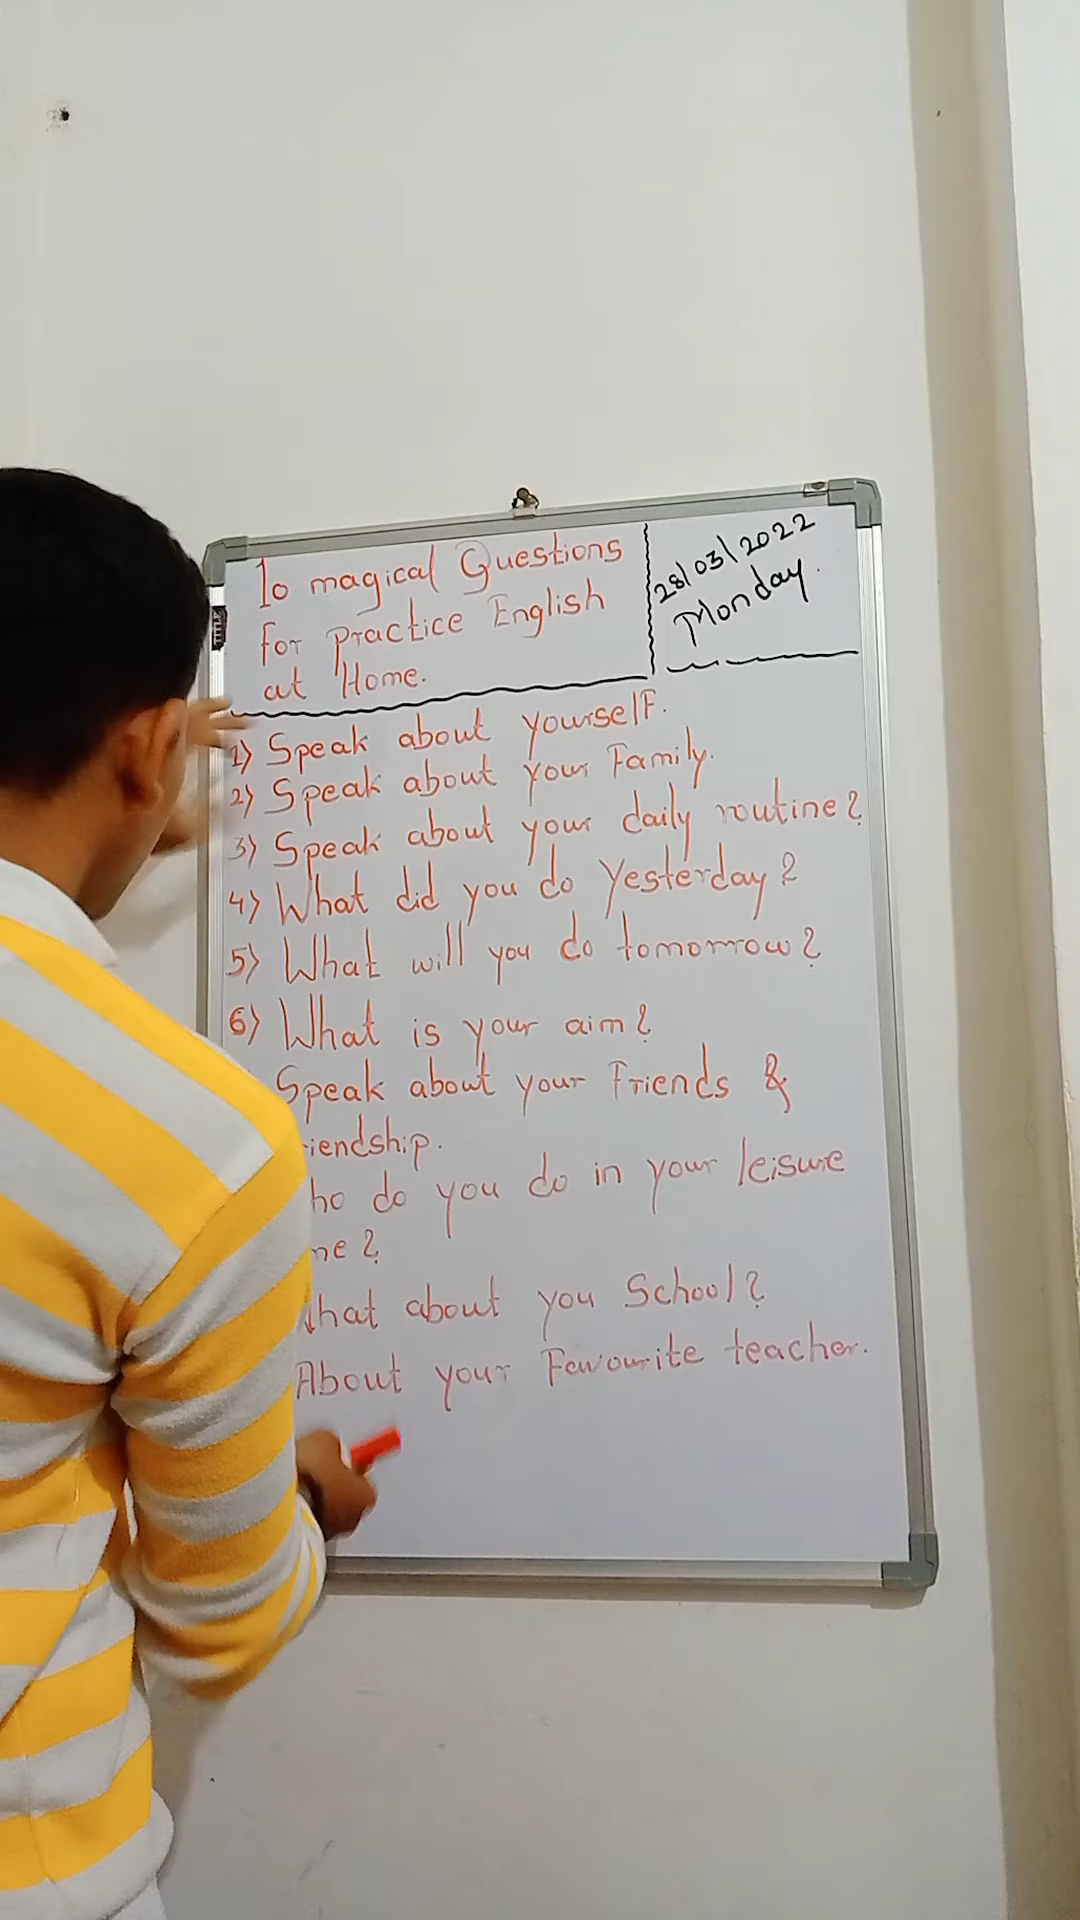 10 magical Questions
For practice English
at Home.
28/03/2022
Monday.
1) Speak about yourself.
2) Speak about your Family.
3) Speak about your daily routine?
4) What did you do Yesterday?
5) What will you do tomorrow?
6) What is your aim?
Speak about your Friends &
iendship.
ho do you do in your leisure
me?
hat about you School?
About your Favourite teacher.